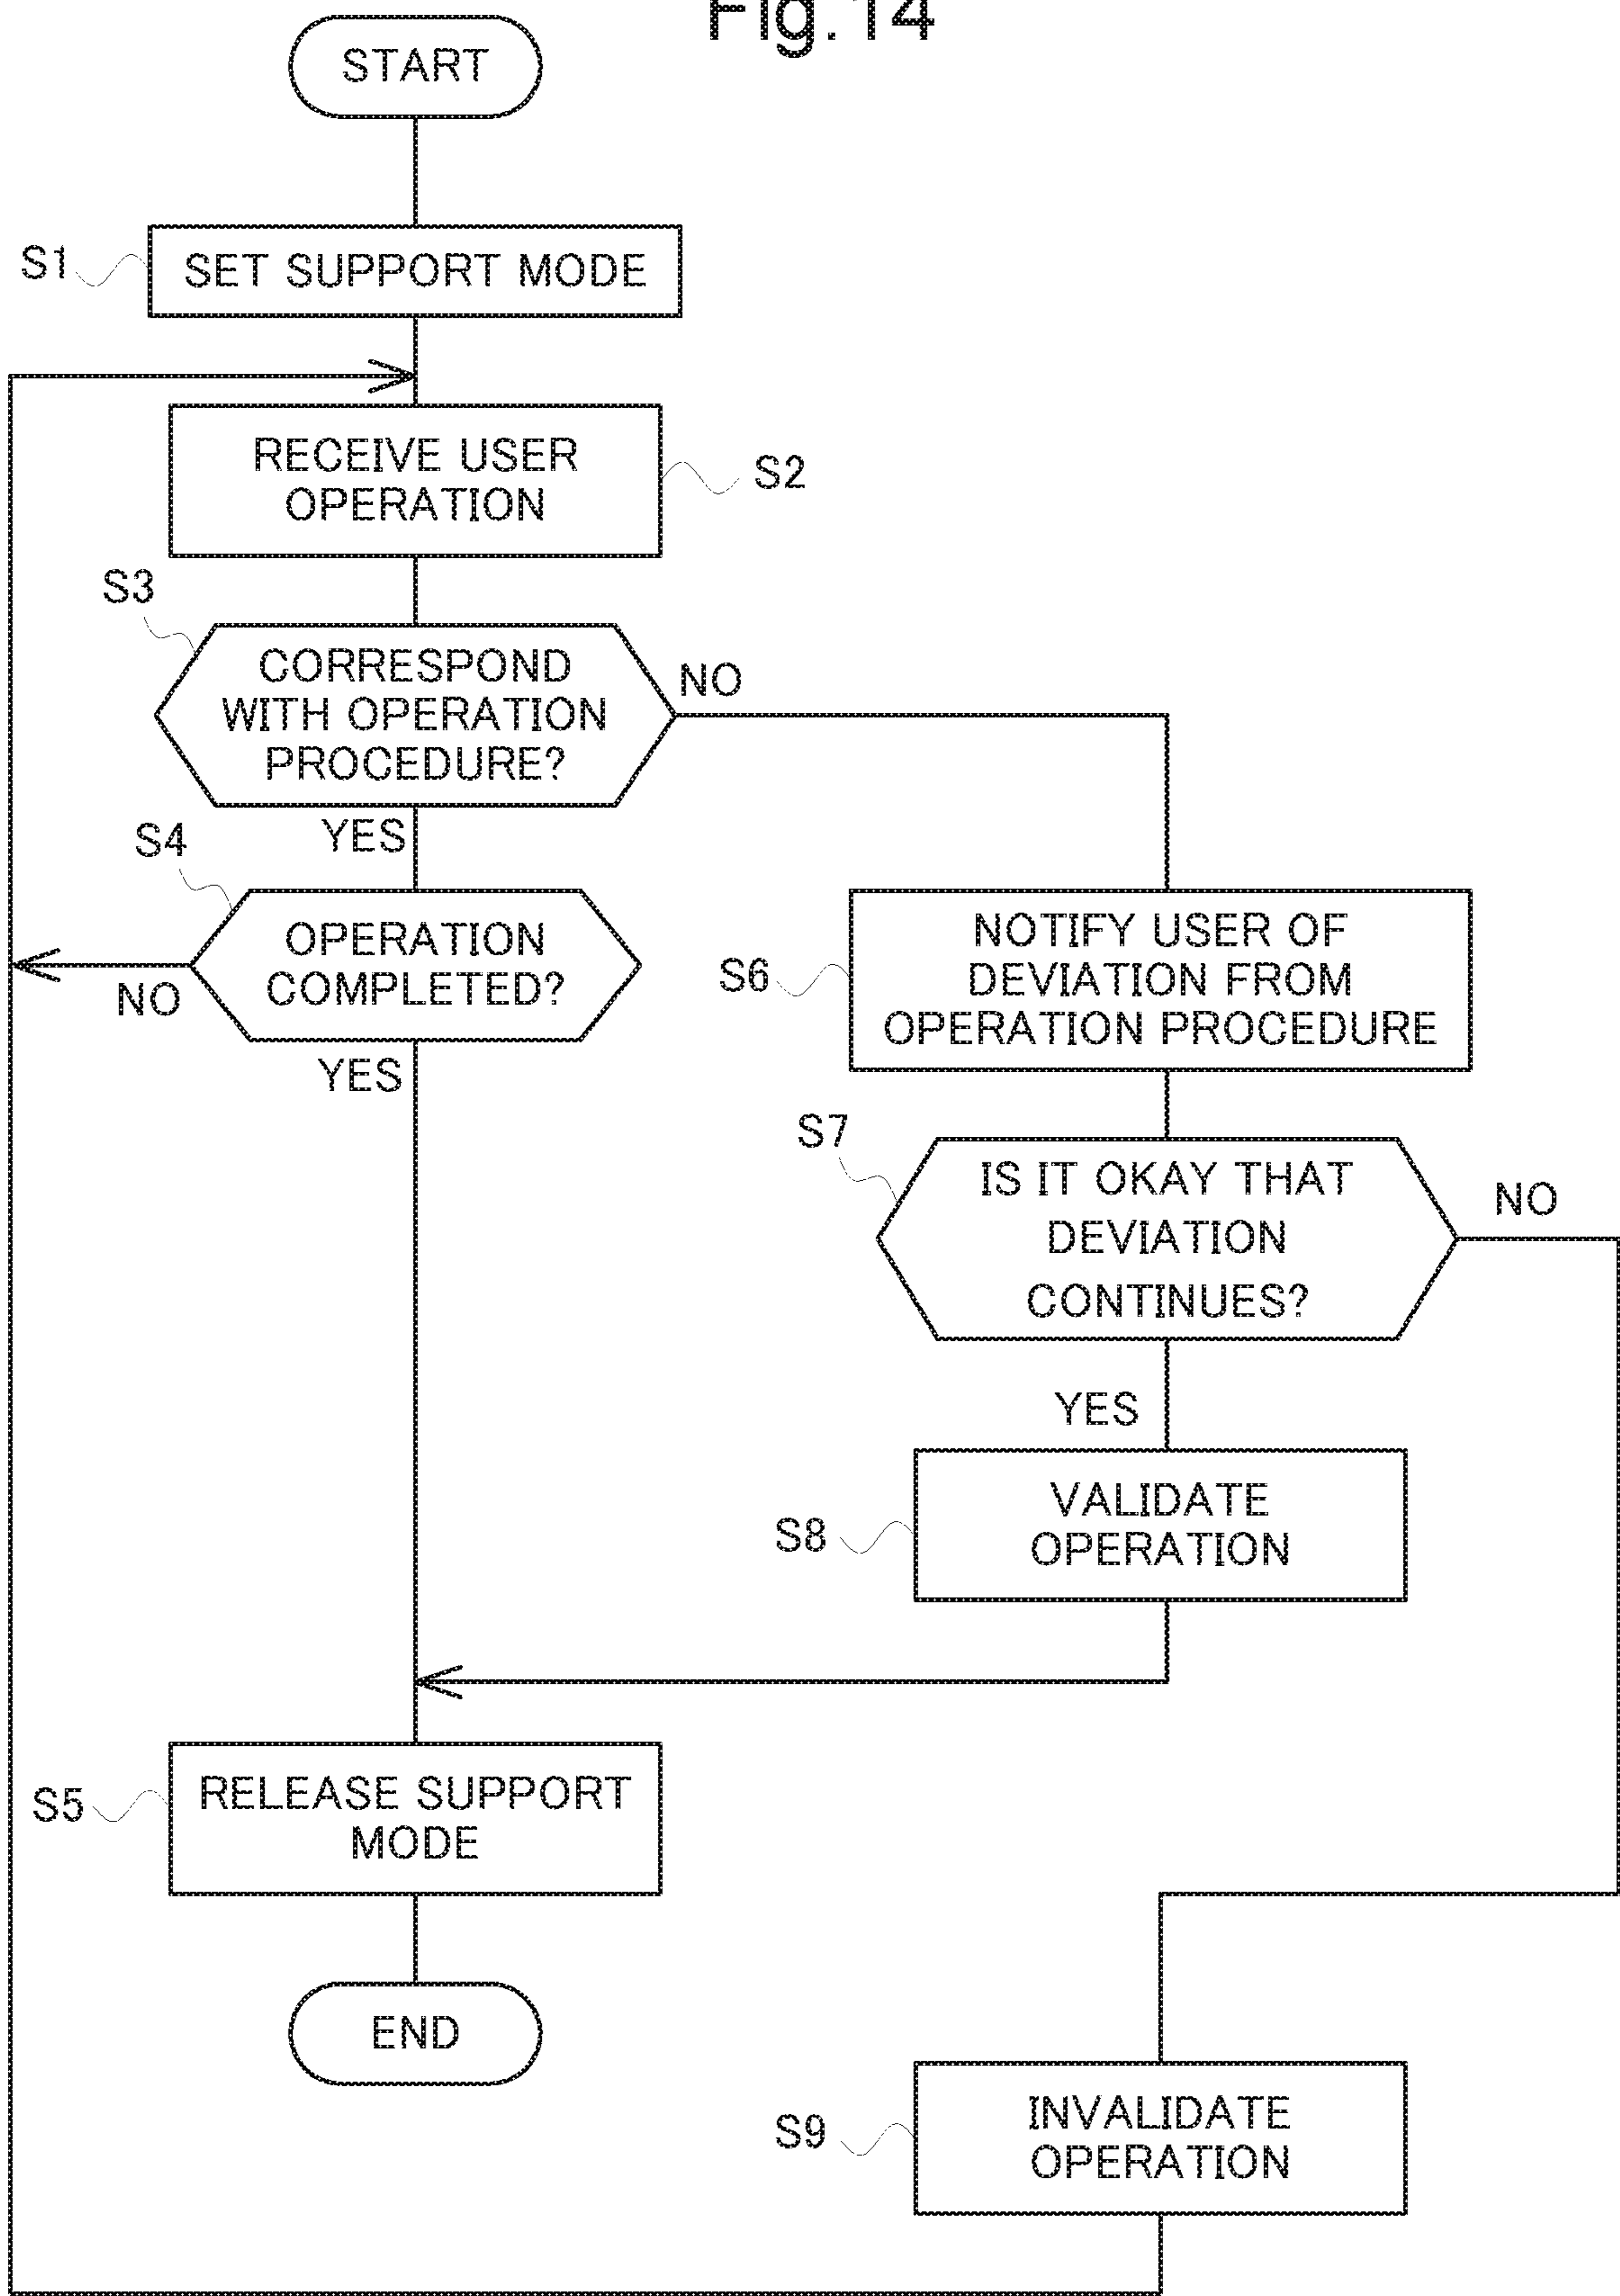 Fig.14
START
S1
SET SUPPORT MODE
RECEIVE USER
OPERATION
S2
S3
CORRESPOND
WITH OPERATION
PROCEDURE?
NO
YES
S4
OPERATION
COMPLETED?
NO
YES
S6
NOTIFY USER OF
DEVIATION FROM
OPERATION PROCEDURE
S7
IS IT OKAY THAT
DEVIATION
CONTINUES?
NO
YES
S8
VALIDATE
OPERATION
S5
RELEASE SUPPORT
MODE
END
S9
INVALIDATE
OPERATION